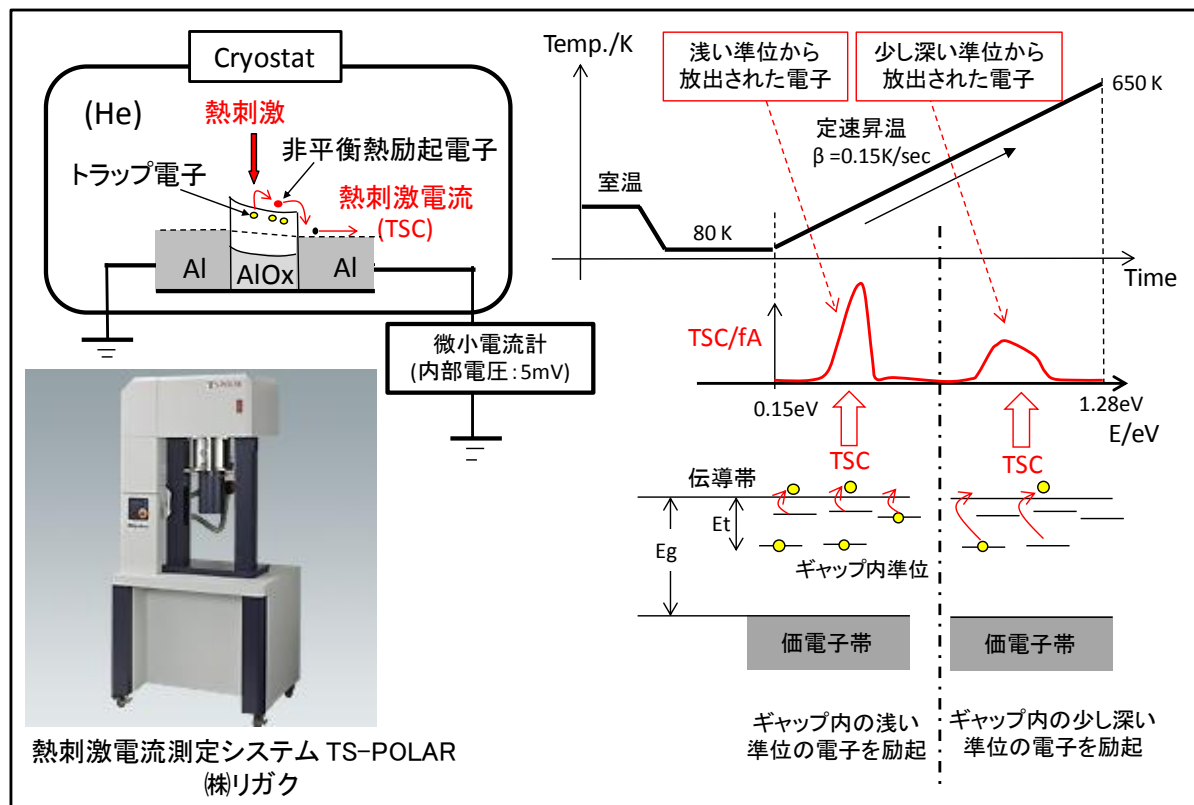 Cryostat
(He)
熱刺激
非平衡熱励起電子
トラップ電子
熱刺激電流
(TSC)
Al
AlOx
Al
微小電流計
(内部電圧:5mV)
TS-POLAR
熱刺激電流測定システム TS-POLAR
㈱リガク
Temp./K
浅い準位から
放出された電子
少し深い準位から
放出された電子
650 K
定速昇温
β =0.15K/sec
室温
80 K
Time
TSC/fA
0.15eV
1.28eV
E/eV
TSC
TSC
伝導帯
Et
Eg
ギャップ内準位
価電子帯
価電子帯
ギャップ内の浅い
準位の電子を励起
ギャップ内の少し深い
準位の電子を励起